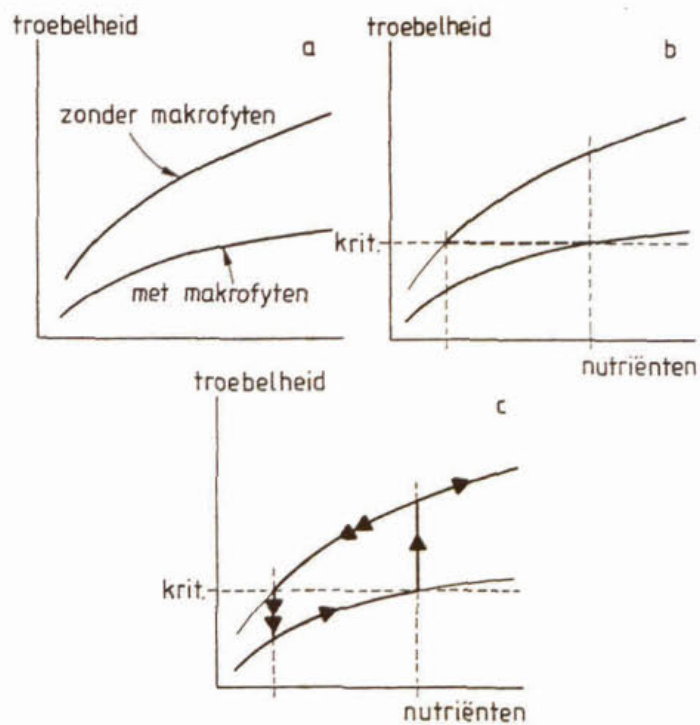 troebelheid
a
zonder makrofyten
met makrofyten
troebelheid
b
krit.
nutriënten
troebelheid
c
krit.
nutriënten